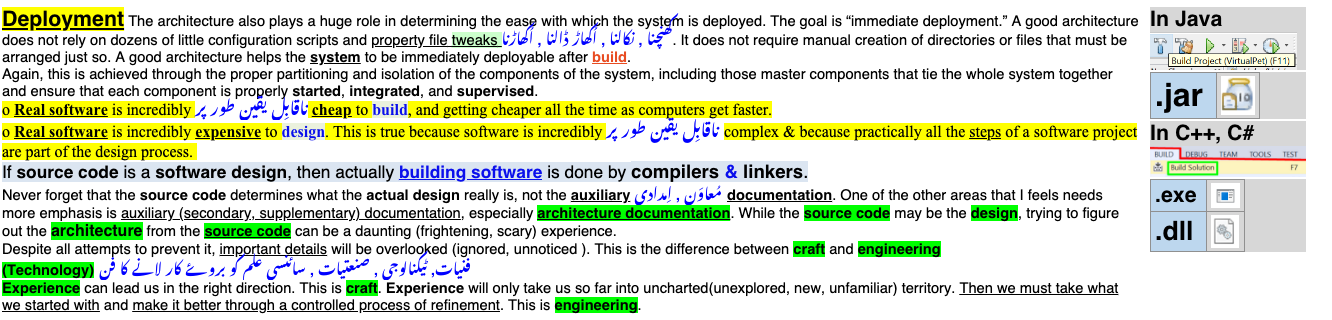 Deployment The architecture also plays a huge role in determining the ease with which the system is deployed. The goal is “immediate deployment.” A good architecture
does not rely on dozens of little configuration scripts and property file tweaks کھینچنا , نکالنا , اُکھاڑ ڈالنا , اُکھاڑنا. It does not require manual creation of directories or files that must be
arranged just so. A good architecture helps the system to be immediately deployable after build.
Again, this is achieved through the proper partitioning and isolation of the components of the system, including those master components that tie the whole system together
and ensure that each component is properly started, integrated, and supervised.
o Real software is incredibly ناقابِلِ یقین طور پر cheap to build, and getting cheaper all the time as computers get faster.
o Real software is incredibly expensive to design. This is true because software is incredibly ناقابِلِ یقین طور پر complex & because practically all the steps of a software project
are part of the design process.
If source code is a software design, then actually building software is done by compilers & linkers.
Never forget that the source code determines what the actual design really is, not the auxiliary مُعاوَن , اِمدادی documentation. One of the other areas that I feels needs
more emphasis is auxiliary (secondary, supplementary) documentation, especially architecture documentation. While the source code may be the design, trying to figure
out the architecture from the source code can be a daunting (frightening, scary) experience.
Despite all attempts to prevent it, important details will be overlooked (ignored, unnoticed ). This is the difference between craft and engineering
(Technology) فنیات, ٹیکنالوجی , صنعتیات , سائنسی علم کو بروئے کار لانے کا فن
Experience can lead us in the right direction. This is craft. Experience will only take us so far into uncharted(unexplored, new, unfamiliar) territory. Then we must take what
we started with and make it better through a controlled process of refinement. This is engineering.
In Java
Build Project (VirtualPet) (F11)
.jar
In C++, C#
BUILD DEBUG TEAM TOOLS TEST
Build Solution F7
.exe
.dll